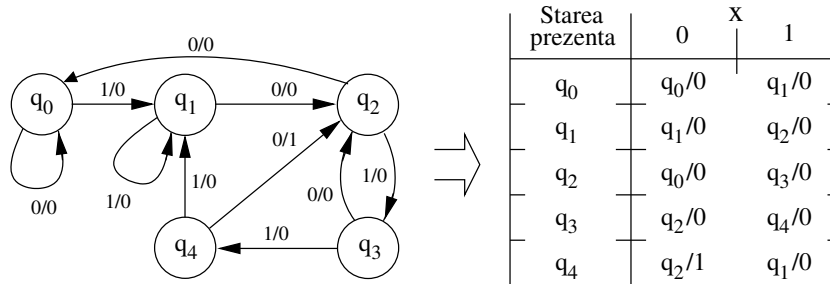 0/0
q0
1/0
q1
0/0
q2
0/1
0/0
1/0
1/0
0/0
1/0
q4
1/0
q3
Starea prezenta
x
0
1
q0 q0/0 q1/0
q1 q1/0 q2/0
q2 q0/0 q3/0
q3 q2/0 q4/0
q4 q2/1 q1/0